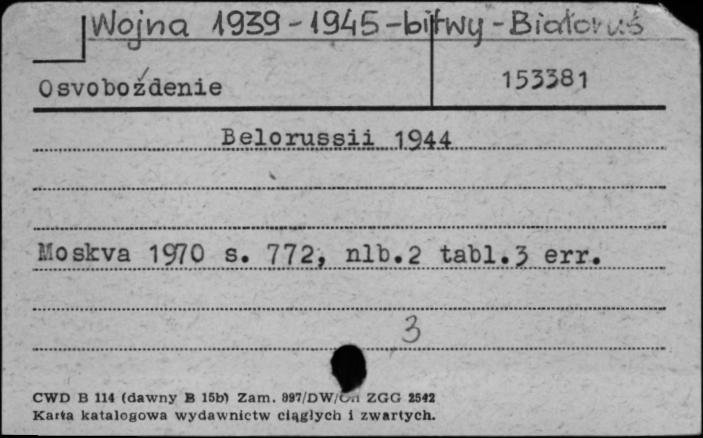 Wojna 1939-1945-bitwy-Białoruś
Osvoboždenie 153381
Belorussii 1944
Moskva 1970 s. 772, nlb.2 tabl.3 err.
3
CWD B 114 (dawny B 15b) Zam. 997/DW/ ZGG 2542
Karta katalogowa wydawnictw ciągłych i zwartych.